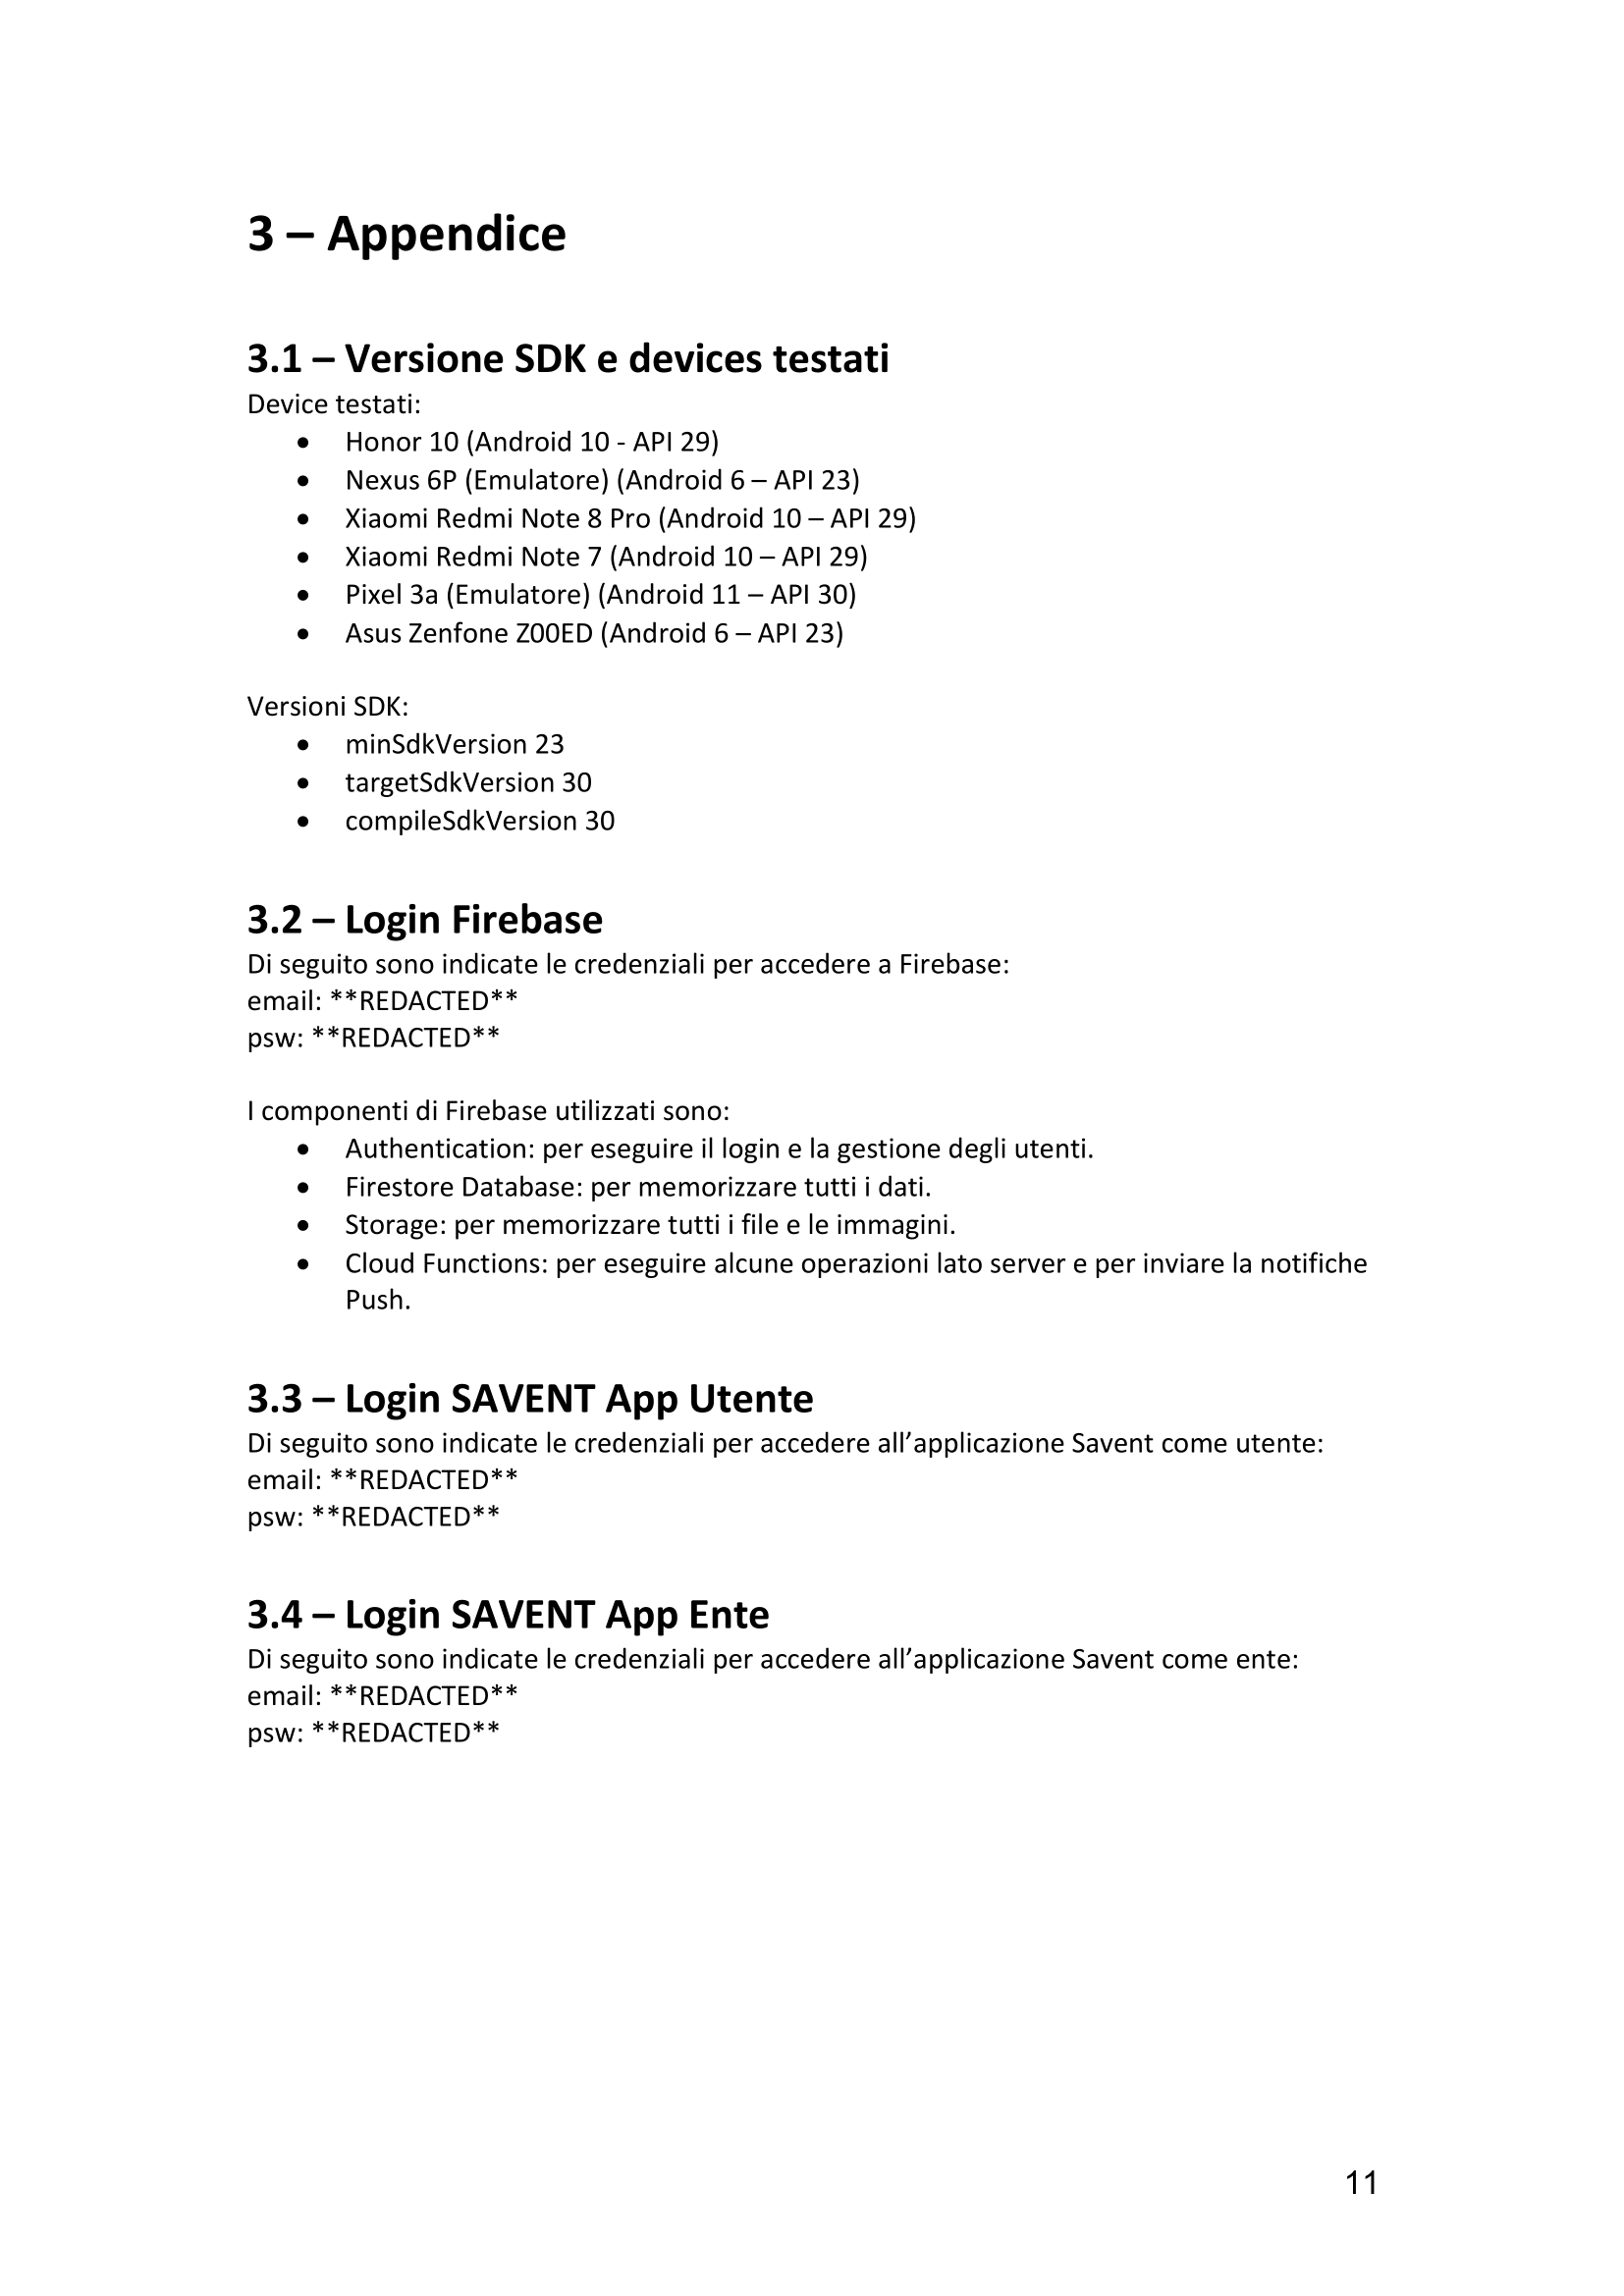 3 – Appendice
3.1 – Versione SDK e devices testati
Device testati:
• Honor 10 (Android 10 - API 29)
• Nexus 6P (Emulatore) (Android 6 – API 23)
• Xiaomi Redmi Note 8 Pro (Android 10 – API 29)
• Xiaomi Redmi Note 7 (Android 10 – API 29)
• Pixel 3a (Emulatore) (Android 11 – API 30)
• Asus Zenfone Z00ED (Android 6 – API 23)
Versioni SDK:
• minSdkVersion 23
• targetSdkVersion 30
• compileSdkVersion 30
3.2 – Login Firebase
Di seguito sono indicate le credenziali per accedere a Firebase:
email: **REDACTED**
psw: **REDACTED**
I componenti di Firebase utilizzati sono:
• Authentication: per eseguire il login e la gestione degli utenti.
• Firestore Database: per memorizzare tutti i dati.
• Storage: per memorizzare tutti i file e le immagini.
• Cloud Functions: per eseguire alcune operazioni lato server e per inviare la notifiche
Push.
3.3 – Login SAVENT App Utente
Di seguito sono indicate le credenziali per accedere all’applicazione Savent come utente:
email: **REDACTED**
psw: **REDACTED**
3.4 – Login SAVENT App Ente
Di seguito sono indicate le credenziali per accedere all’applicazione Savent come ente:
email: **REDACTED**
psw: **REDACTED**
11